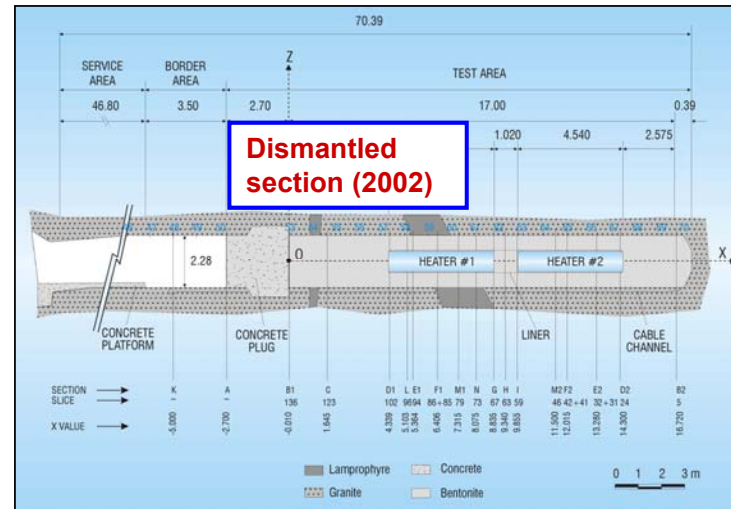 70.39
SERVICE AREA
BORDER AREA
Z
TEST AREA
46.80
3.50
2.70
17.00
0.39
1.020
4.540
2.575
Dismantled
section (2002)
2.28
O
HEATER #1
HEATER #2
X
CONCRETE PLATFORM
CONCRETE PLUG
LINER
CABLE CHANNEL
SECTION K A B1 C D1 L E1 F1 M1 N G H I M2 F2 E2 D2 B2
SLICE - - 136 123 102 96 94 86+85 79 73 67 63 59 46 42+41 32+31 24 5
X VALUE -5.000 -2.700 -0.010 1.645 4.339 5.103 5.364 6.406 7.315 8.075 8.835 9.340 9.855 11.500 12.015 13.280 14.300 16.720
Lamprophyre
Concrete
0 1 2 3 m
Granite
Bentonite